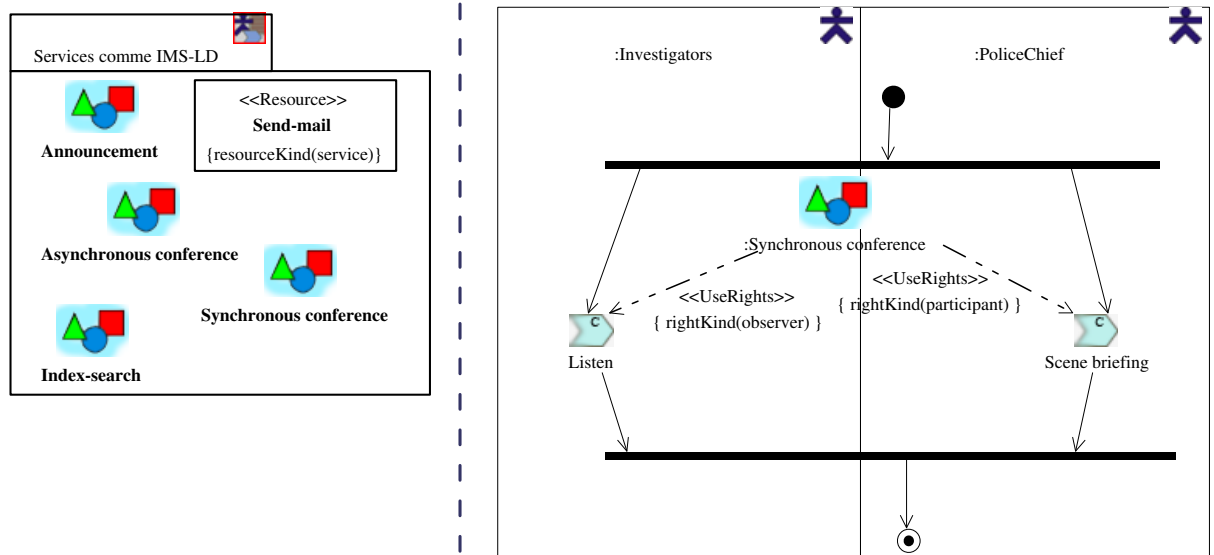 Services comme IMS-LD
<<Resource>>
Send-mail
{resourceKind(service)}
Announcement
Asynchronous conference
Synchronous conference
Index-search
:Investigators
:PoliceChief
:Synchronous conference
<<UseRights>>
{ rightKind(observer) }
<<UseRights>>
{ rightKind(participant) }
C
Listen
C
Scene briefing